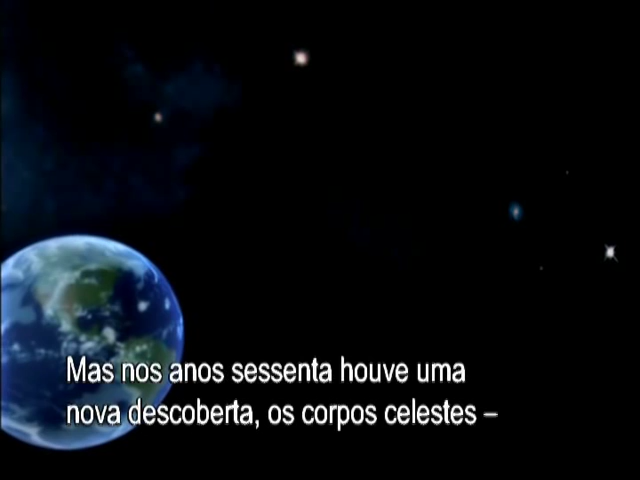 Mas nos anos sessenta houve uma
nova descoberta, os corpos celestes –